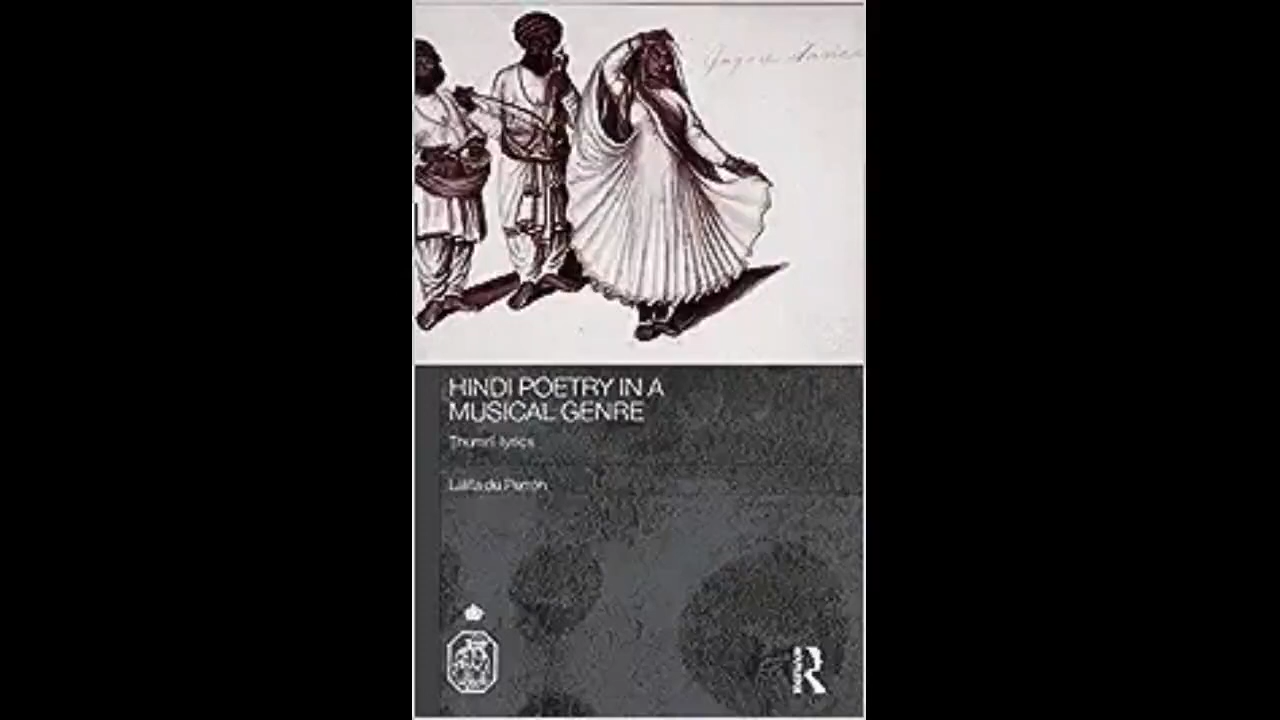 HINDI POETRY IN A
MUSICAL GENRE
Thumri lyrics
Lalita du Perron
R